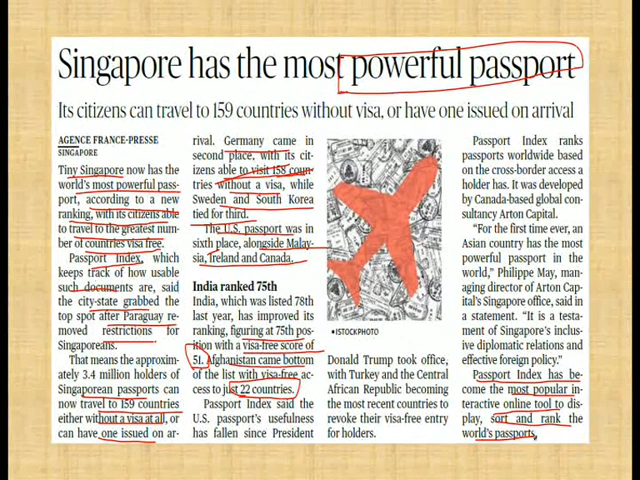 Singapore has the most powerful passport
Its citizens can travel to 159 countries without visa, or have one issued on arrival
AGENCE FRANCE-PRESSE
SINGAPORE
Tiny Singapore now has the
world's most powerful pass-
port, according to a new
ranking, with its citizens able
to travel to the greatest num-
ber of countries visa free.
Passport Index, which
keeps track of how usable
such documents are, said
the city-state grabbed the
top spot after Paraguay re-
moved restrictions for
Singaporeans.
That means the approxim-
ately 3.4 million holders of
Singaporean passports can
now travel to 159 countries
either without a visa at all, or
can have one issued on ar-
rival. Germany came in
second place, with its cit-
izens able to visit 158 coun-
tries without a visa, while
Sweden and South Korea
tied for third.
The U.S. passport was in
sixth place, alongside Malay-
sia, Ireland and Canada.
India ranked 75th
India, which was listed 78th
last year, has improved its
ranking, figuring at 75th pos-
ition with a visa-free score of
51. Afghanistan came bottom
of the list with visa-free ac-
cess to just 22 countries.
Passport Index said the
U.S. passport's usefulness
has fallen since President
•ISTOCKPHOTO
Donald Trump took office,
with Turkey and the Central
African Republic becoming
the most recent countries to
revoke their visa-free entry
for holders.
Passport Index ranks
passports worldwide based
on the cross-border access
a holder has. It was developed
by Canada-based global con-
sultancy Arton Capital.
"For the first time ever, an
Asian country has the most
powerful passport in the
world," Philippe May, man-
aging director of Arton Cap-
ital's Singapore office, said in
a statement. "It is a testa-
ment of Singapore's inclus-
ive diplomatic relations and
effective foreign policy."
Passport Index has be-
come the most popular in-
teractive online tool to dis-
play, sort and rank the
world's passports.